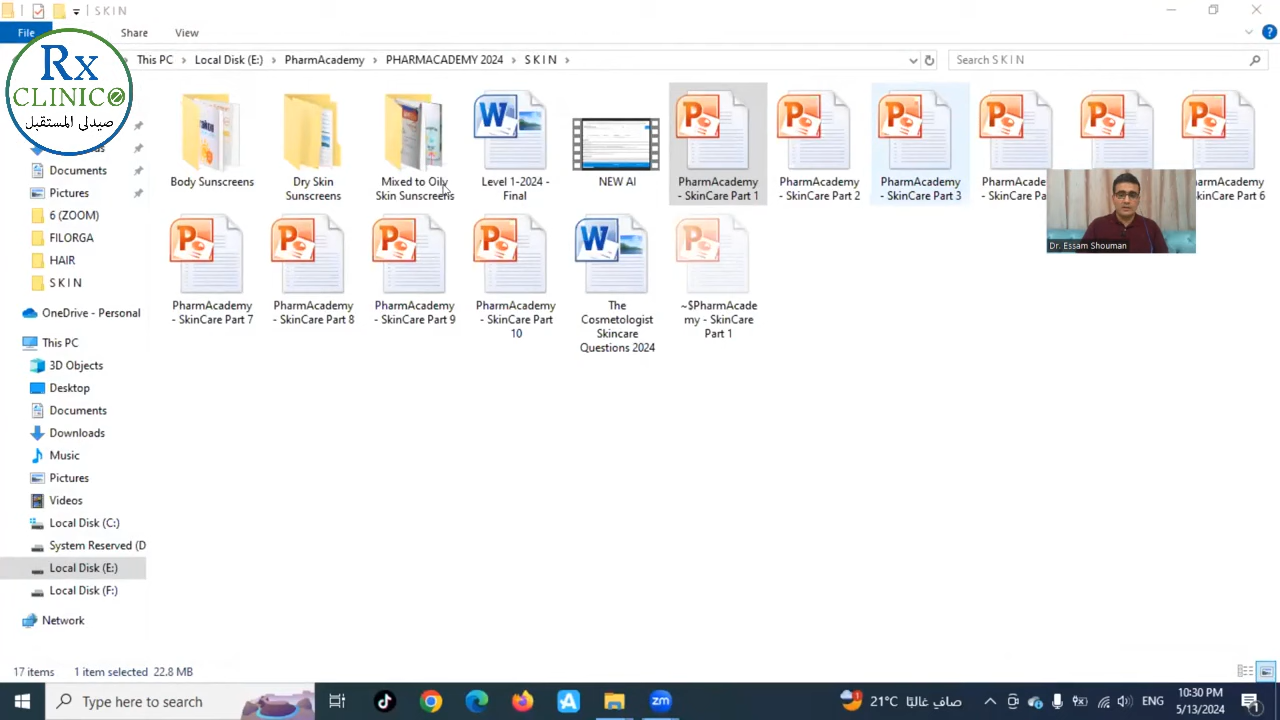 S K I N
File
Share
View
Rx
CLINIC
صيدلي المستقبل
This PC
Local Disk (E:)
PharmAcademy
PHARMACADEMY 2024
S K I N
Search S K I N
Body Sunscreens
Dry Skin
Sunscreens
Mixed to Oily
Skin Sunscreens
Level 1-2024 -
Final
NEW AI
PharmAcademy
- SkinCare Part 1
PharmAcademy
- SkinCare Part 2
PharmAcademy
- SkinCare Part 3
- SkinCare Pa
rmAcademy
are Part 6
Dr. Essam Shouman
PharmAcademy
- SkinCare Part 7
PharmAcademy
- SkinCare Part 8
PharmAcademy
- SkinCare Part 9
PharmAcademy
- SkinCare Part
10
The
Cosmetologist
Skincare
Questions 2024
~$PharmAcade
my - SkinCare
Part 1
Documents
Pictures
6 (ZOOM)
FILORGA
HAIR
S K I N
OneDrive - Personal
This PC
3D Objects
Desktop
Documents
Downloads
Music
Pictures
Videos
Local Disk (C:)
System Reserved (D
Local Disk (E:)
Local Disk (F:)
Network
17 items
1 item selected 22.8 MB
Type here to search
zm
21°C
صافٍ غالبًا
ENG
10:30 PM
5/13/2024